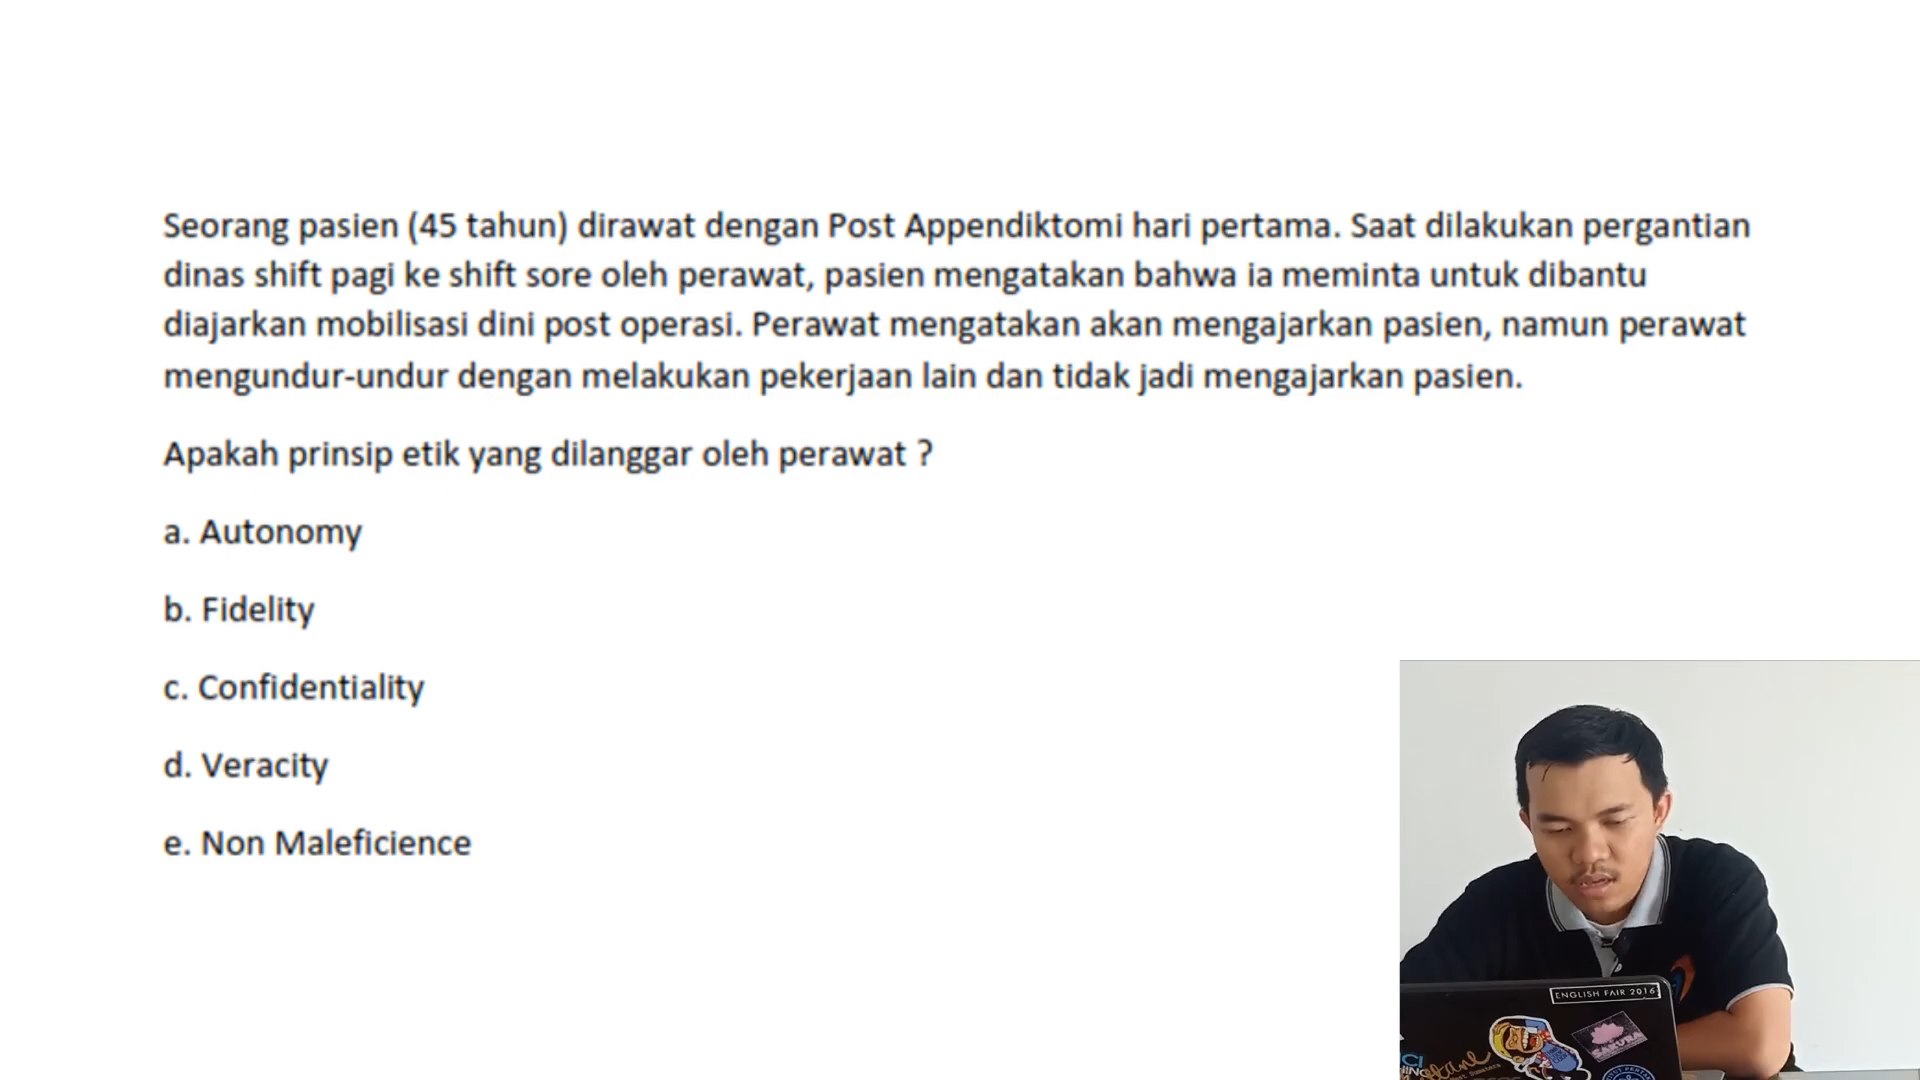 Seorang pasien (45 tahun) dirawat dengan Post Appendiktomi hari pertama. Saat dilakukan pergantian
dinas shift pagi ke shift sore oleh perawat, pasien mengatakan bahwa ia meminta untuk dibantu
diajarkan mobilisasi dini post operasi. Perawat mengatakan akan mengajarkan pasien, namun perawat
mengundur-undur dengan melakukan pekerjaan lain dan tidak jadi mengajarkan pasien.
Apakah prinsip etik yang dilanggar oleh perawat ?
a. Autonomy
b. Fidelity
c. Confidentiality
d. Veracity
e. Non Maleficience
ENGLISH FAIR 2016
SAKURA